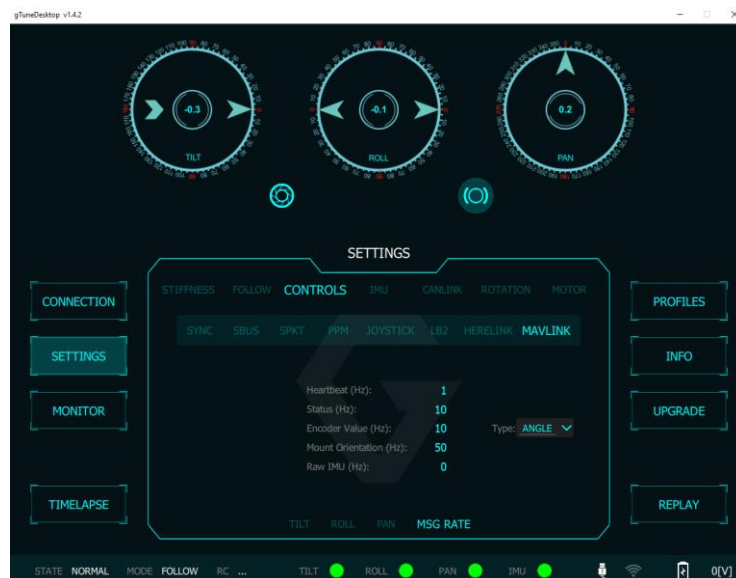 gTuneDesktop v1.4.2
-0.3
TILT
-0.1
ROLL
0.2
PAN
SETTINGS
STIFFNESS FOLLOW CONTROLS IMU CANLINK ROTATION MOTOR
SYNC SBUS SPKT PPM JOYSTICK LB2 HERELINK MAVLINK
CONNECTION
SETTINGS
MONITOR
TIMELAPSE
Heartbeat (Hz): 1
Status (Hz): 10
Encoder Value (Hz): 10 Type: ANGLE
Mount Orientation (Hz): 50
Raw IMU (Hz): 0
TILT ROLL PAN MSG RATE
PROFILES
INFO
UPGRADE
REPLAY
STATE NORMAL MODE FOLLOW RC ... TILT ROLL PAN IMU 0[V]